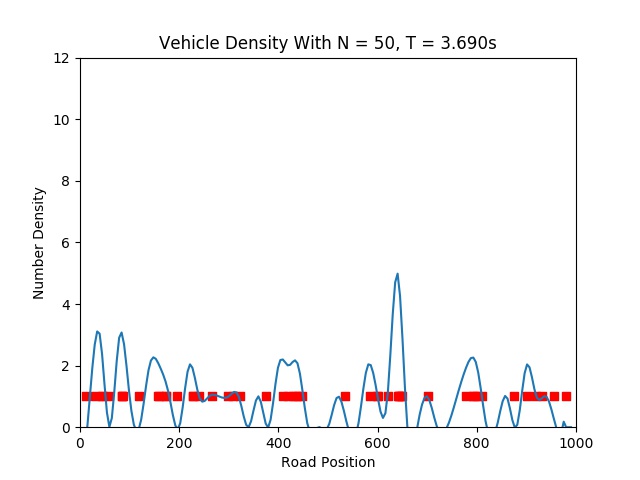 Vehicle Density With N = 50, T = 3.690s
12
10
8
6
4
2
0
Number Density
0 200 400 600 800 1000
Road Position